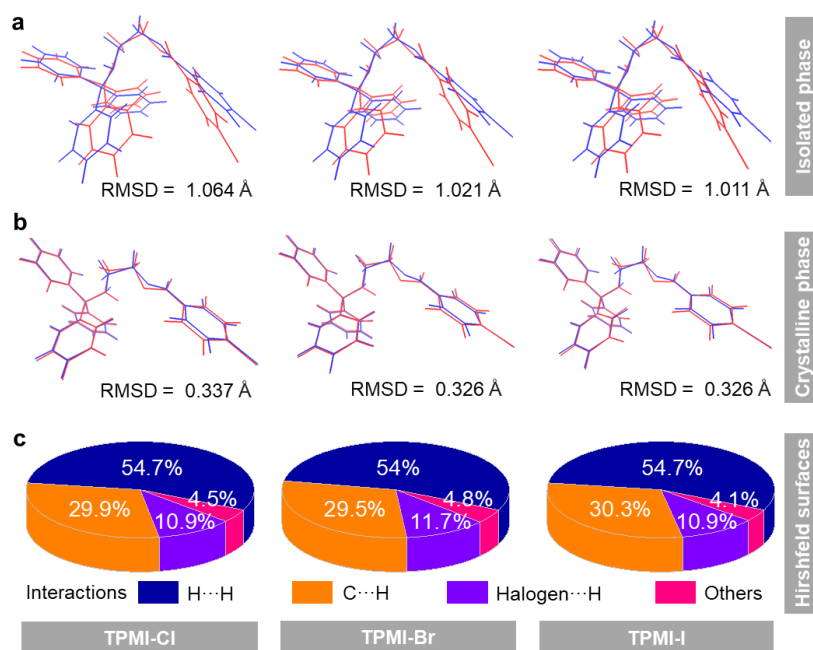 a
RMSD = 1.064 Å
RMSD = 1.021 Å
RMSD = 1.011 Å
Isolated phase
b
RMSD = 0.337 Å
RMSD = 0.326 Å
RMSD = 0.326 Å
Crystalline phase
c
54.7%
4.5%
29.9%
10.9%
54%
4.8%
29.5%
11.7%
54.7%
4.1%
30.3%
10.9%
Hirshfeld surfaces
Interactions H···H C···H Halogen···H Others
TPMI-Cl TPMI-Br TPMI-I